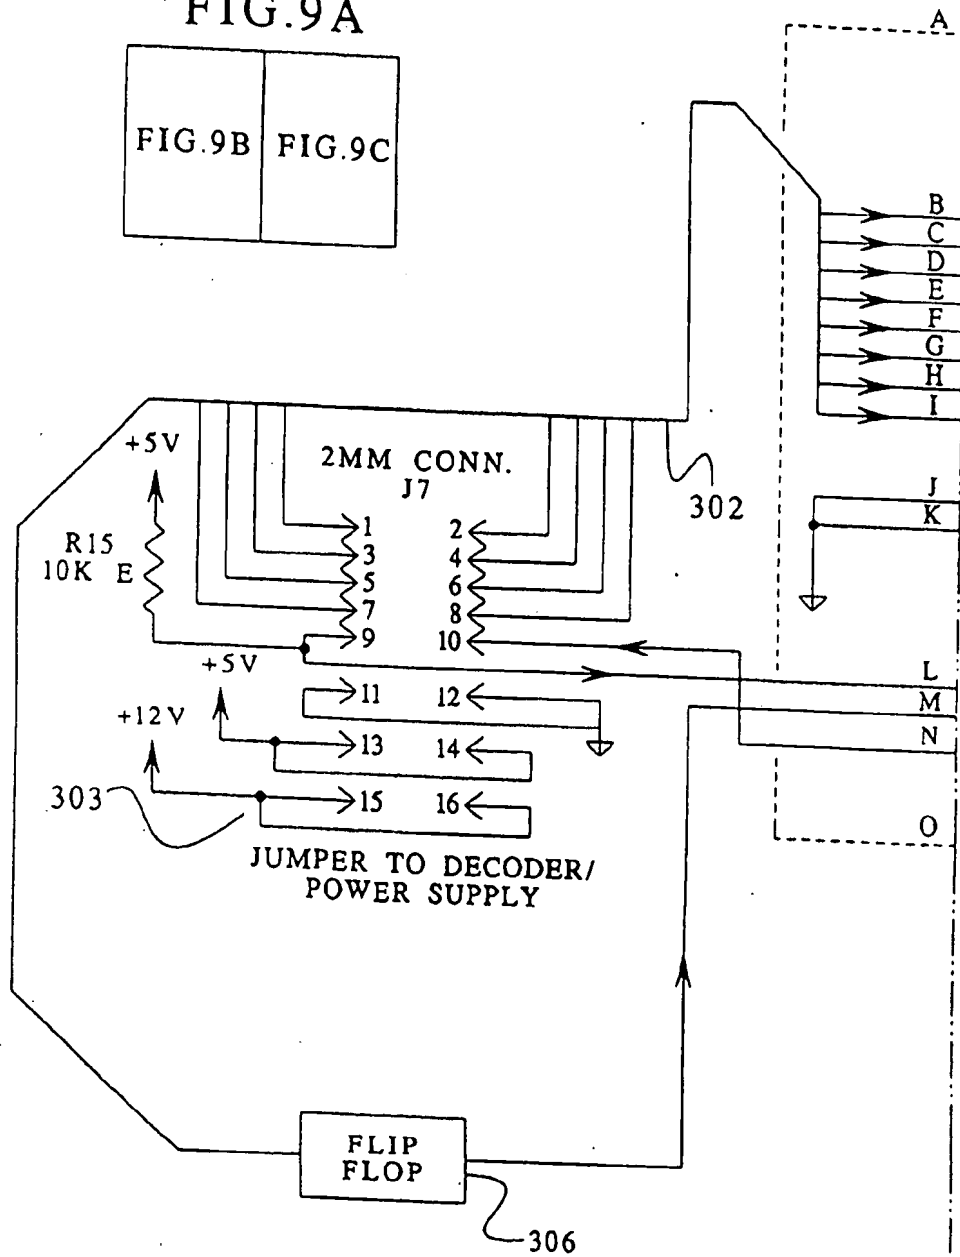 FIG.9A
FIG.9B FIG.9C
A
B
C
D
E
F
G
H
I
J
K
+5V
2MM CONN.
J7
302
R15
10K E
1 2
3 4
5 6
7 8
9 10
+5V
L
11 12
M
+12V
13 14
N
303
15 16
O
JUMPER TO DECODER/
POWER SUPPLY
FLIP
FLOP
306